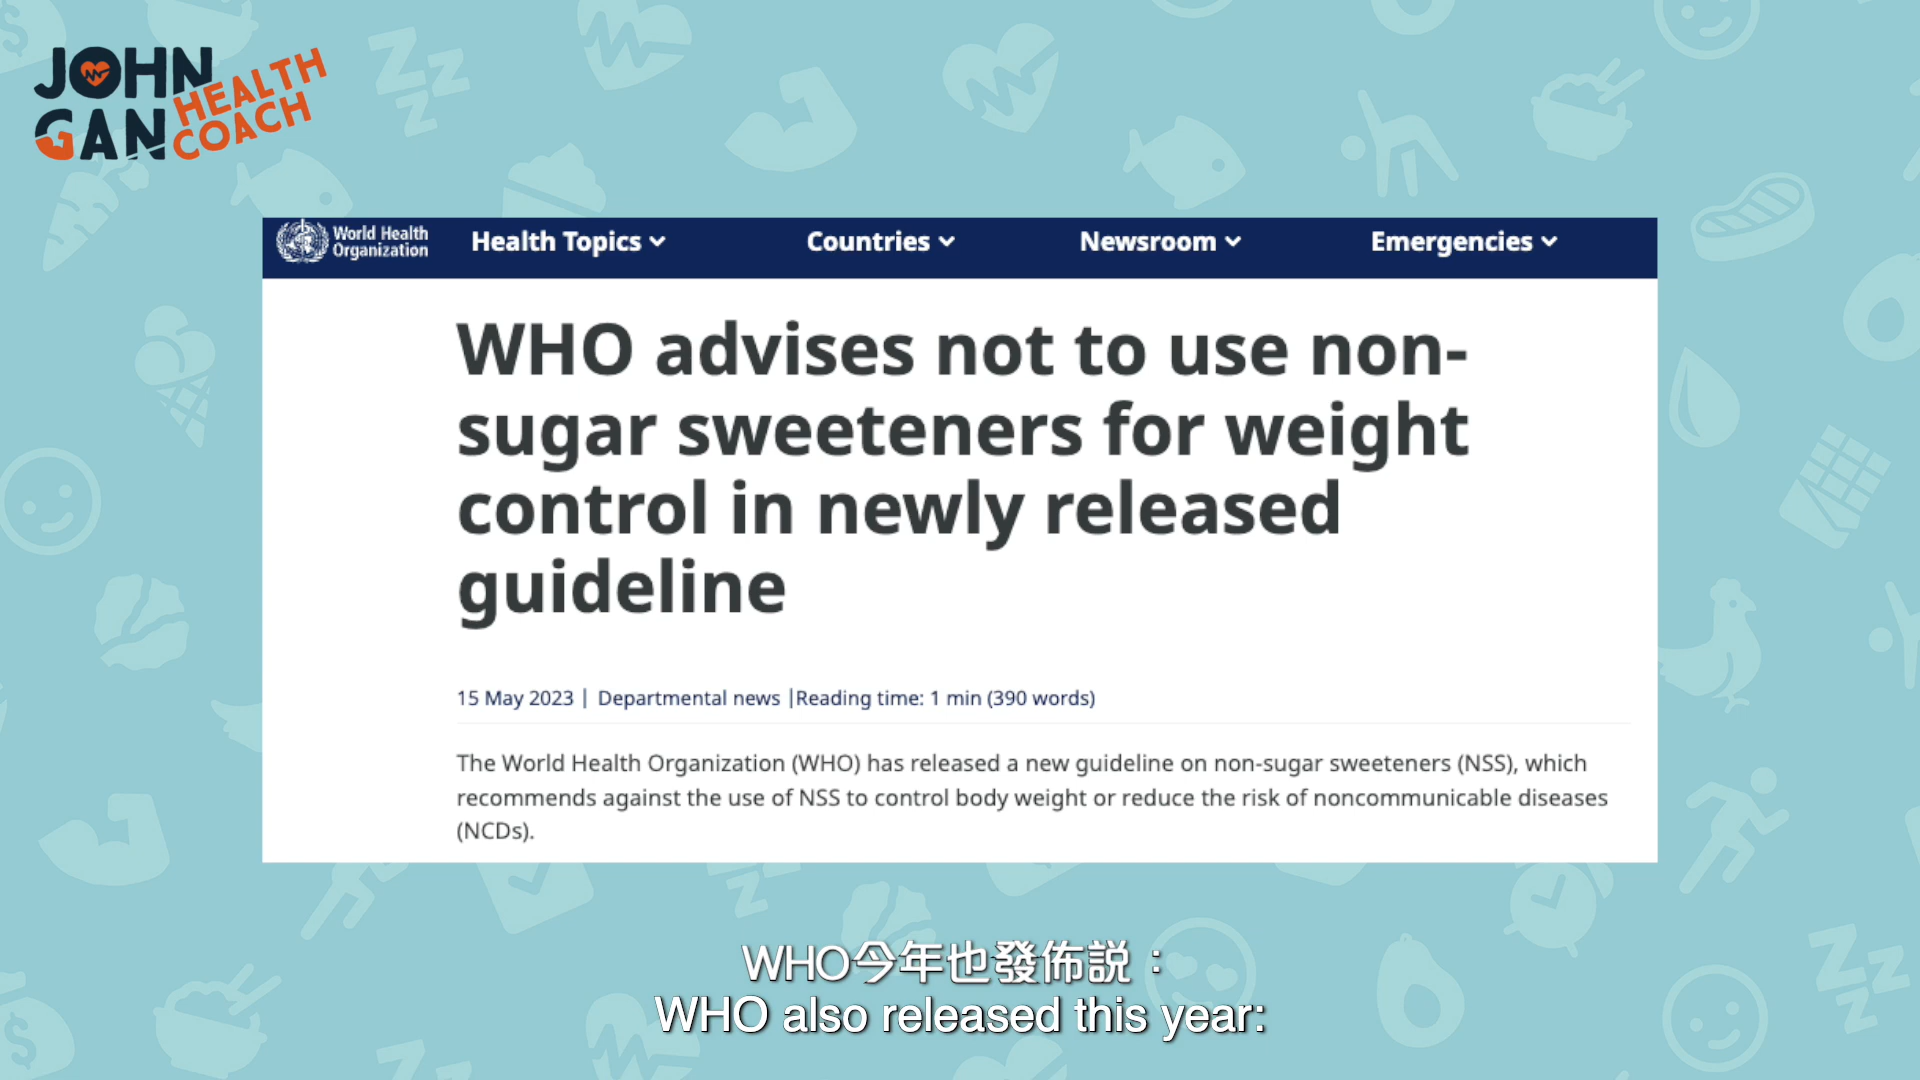 JOHN
GAN
HEALTH
COACH
World Health
Organization
Health Topics
Countries
Newsroom
Emergencies
WHO advises not to use non-
sugar sweeteners for weight
control in newly released
guideline
15 May 2023 | Departmental news |Reading time: 1 min (390 words)
The World Health Organization (WHO) has released a new guideline on non-sugar sweeteners (NSS), which
recommends against the use of NSS to control body weight or reduce the risk of noncommunicable diseases
(NCDs).
WHO今年也發佈説：
WHO also released this year: